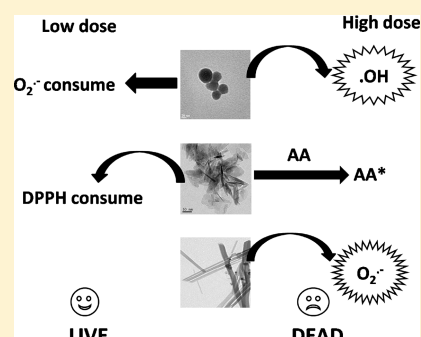 Low dose
High dose
O₂·⁻ consume
.OH
AA
AA*
DPPH consume
O₂·⁻
LIVE
DEAD